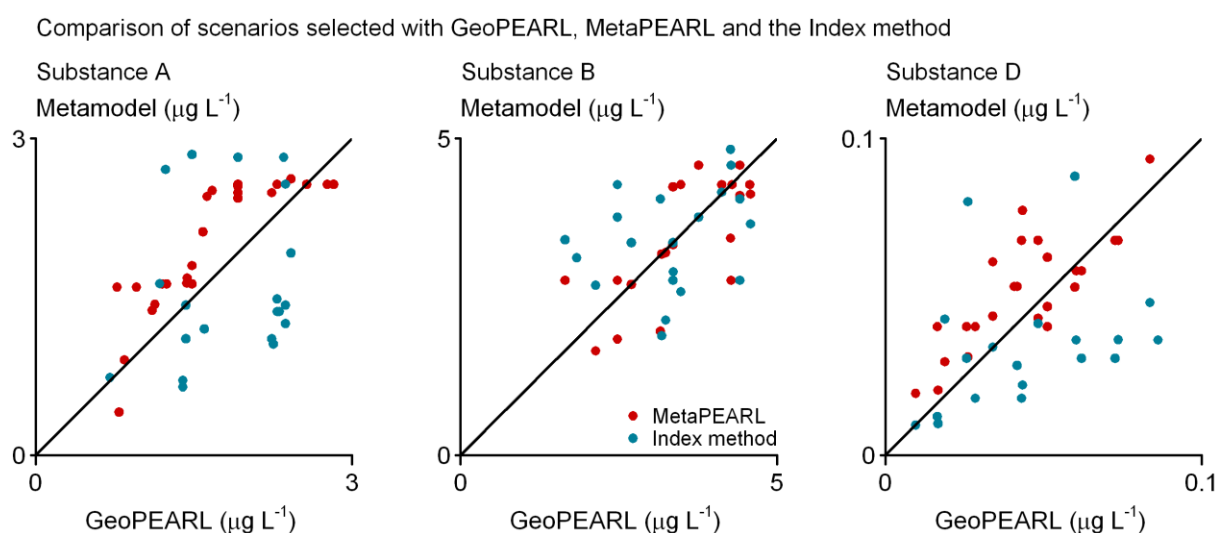 Comparison of scenarios selected with GeoPEARL, MetaPEARL and the Index method
Substance A
Metamodel (μg L⁻¹)
3
0
0
3
GeoPEARL (μg L⁻¹)
Substance B
Metamodel (μg L⁻¹)
5
MetaPEARL
Index method
0
0
5
GeoPEARL (μg L⁻¹)
Substance D
Metamodel (μg L⁻¹)
0.1
0
0
0.1
GeoPEARL (μg L⁻¹)